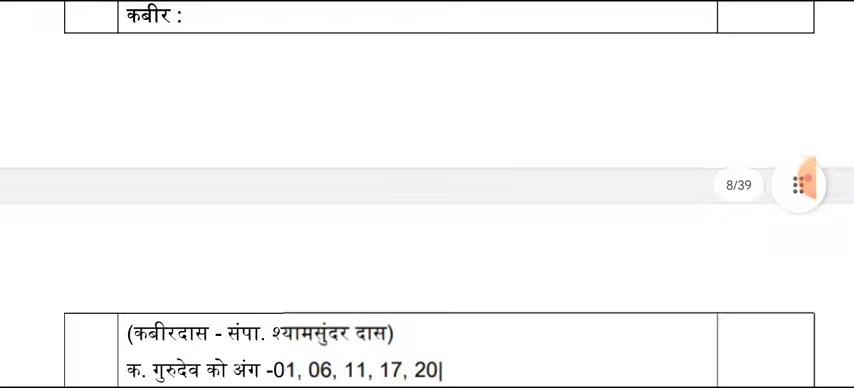 कबीर :
8/39
(कबीरदास - संपा. श्यामसुंदर दास)
क. गुरुदेव को अंग -01, 06, 11, 17, 20|